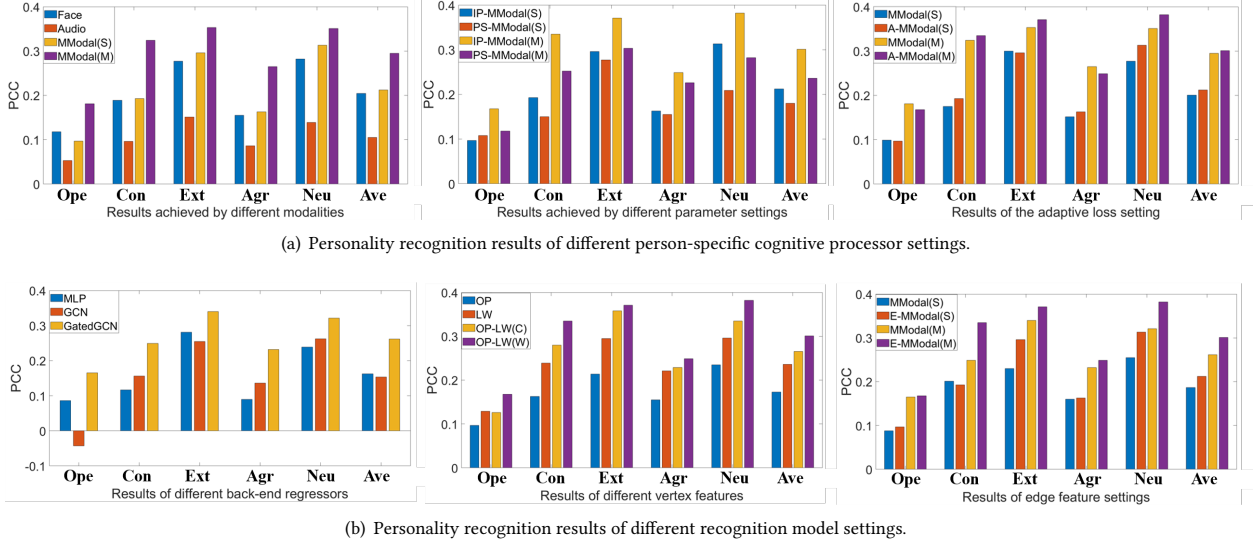 0.4
0.3
0.2
0.1
0
PCC
Face
Audio
MModal(S)
MModal(M)
Ope Con Ext Agr Neu Ave
Results achieved by different modalities
0.4
0.3
0.2
0.1
0
PCC
IP-MModal(S)
PS-MModal(S)
IP-MModal(M)
PS-MModal(M)
Ope Con Ext Agr Neu Ave
Results achieved by different parameter settings
0.4
0.3
0.2
0.1
0
PCC
MModal(S)
A-MModal(S)
MModal(M)
A-MModal(M)
Ope Con Ext Agr Neu Ave
Results of the adaptive loss setting
(a) Personality recognition results of different person-specific cognitive processor settings.
0.4
0.3
0.2
0.1
0
-0.1
PCC
MLP
GCN
GatedGCN
Ope Con Ext Agr Neu Ave
Results of different back-end regressors
0.4
0.3
0.2
0.1
0
PCC
OP
LW
OP-LW(C)
OP-LW(W)
Ope Con Ext Agr Neu Ave
Results of different vertex features
0.4
0.3
0.2
0.1
0
PCC
MModal(S)
E-MModal(S)
MModal(M)
E-MModal(M)
Ope Con Ext Agr Neu Ave
Results of edge feature settings
(b) Personality recognition results of different recognition model settings.